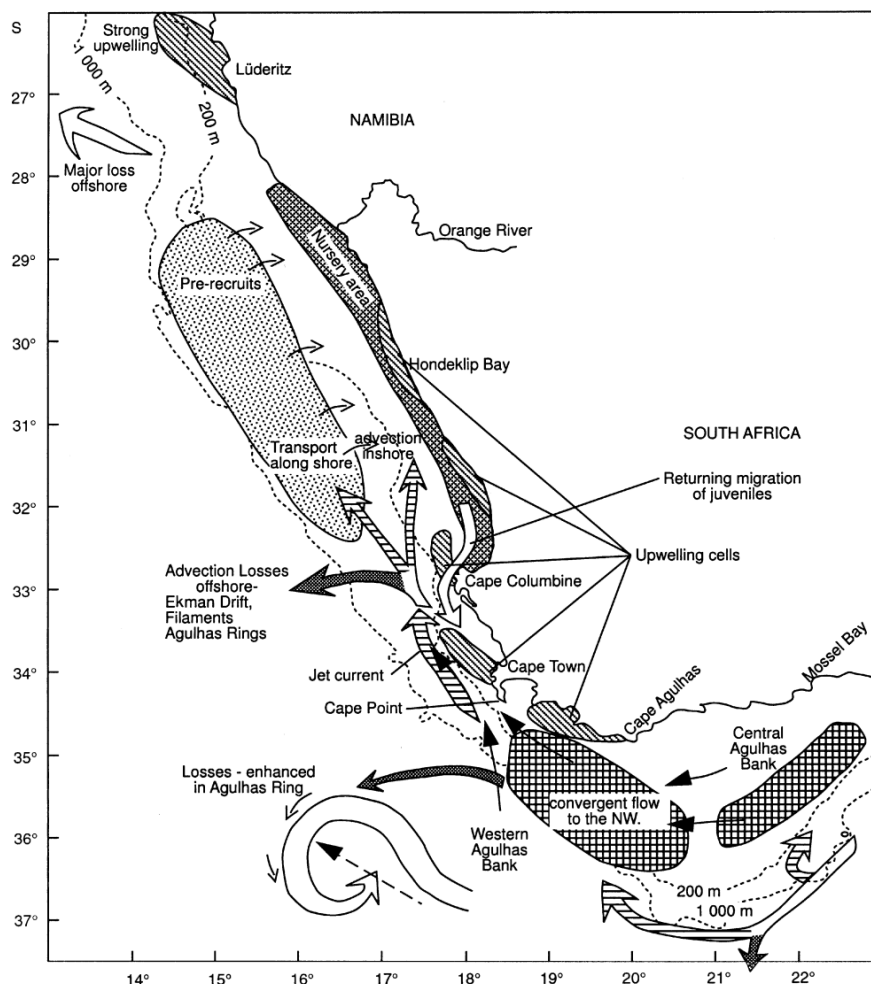 S
Strong
upwelling
1 000 m
200 m
Lüderitz
27°
NAMIBIA
Major loss
offshore
28°
Orange River
29°
Pre-recruits
Nursery area
30°
Hondeklip Bay
31°
SOUTH AFRICA
Transport
along shore
advection
inshore
32°
Returning migration
of juveniles
Upwelling cells
33°
Advection Losses
offshore-
Ekman Drift,
Filaments
Agulhas Rings
Cape Columbine
34°
Jet current
Cape Town
Mossel Bay
Cape Point
Cape Agulhas
35°
Central
Agulhas
Bank
Losses - enhanced
in Agulhas Ring
convergent flow
to the NW.
36°
Western
Agulhas
Bank
200 m
1 000 m
37°
14°
15°
16°
17°
18°
19°
20°
21°
22°